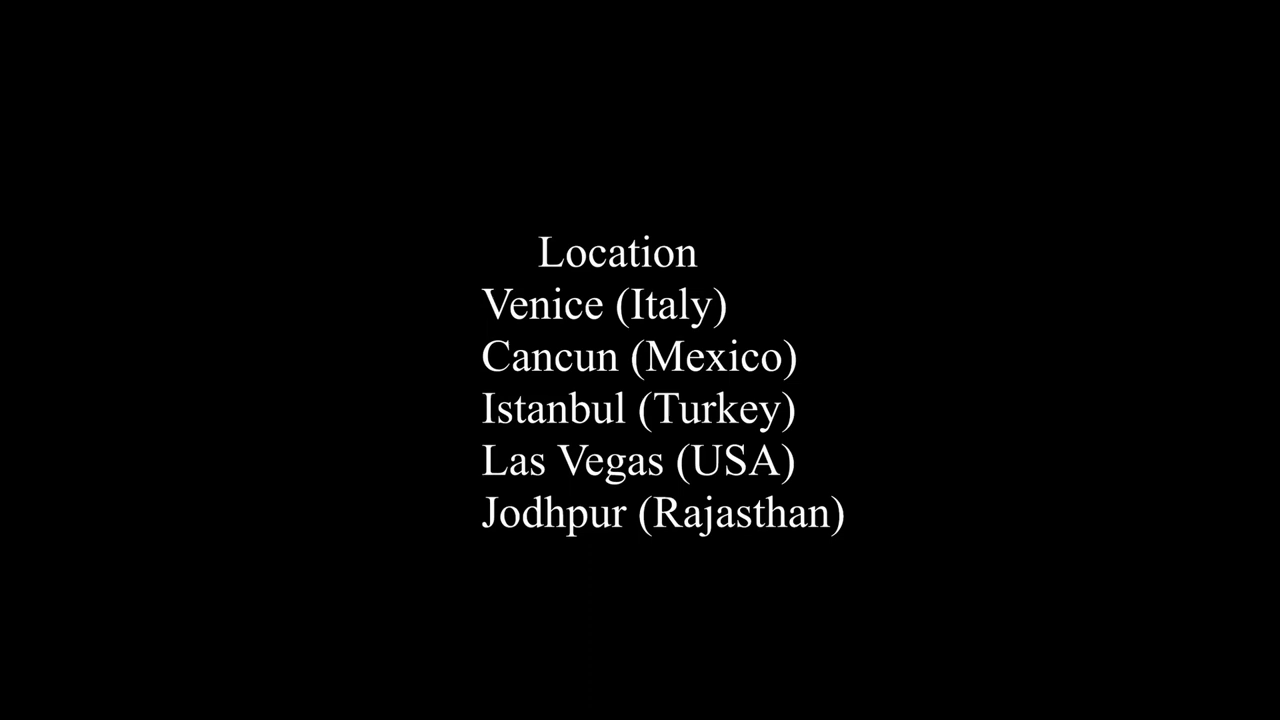 Location
Venice (Italy)
Cancun (Mexico)
Istanbul (Turkey)
Las Vegas (USA)
Jodhpur (Rajasthan)